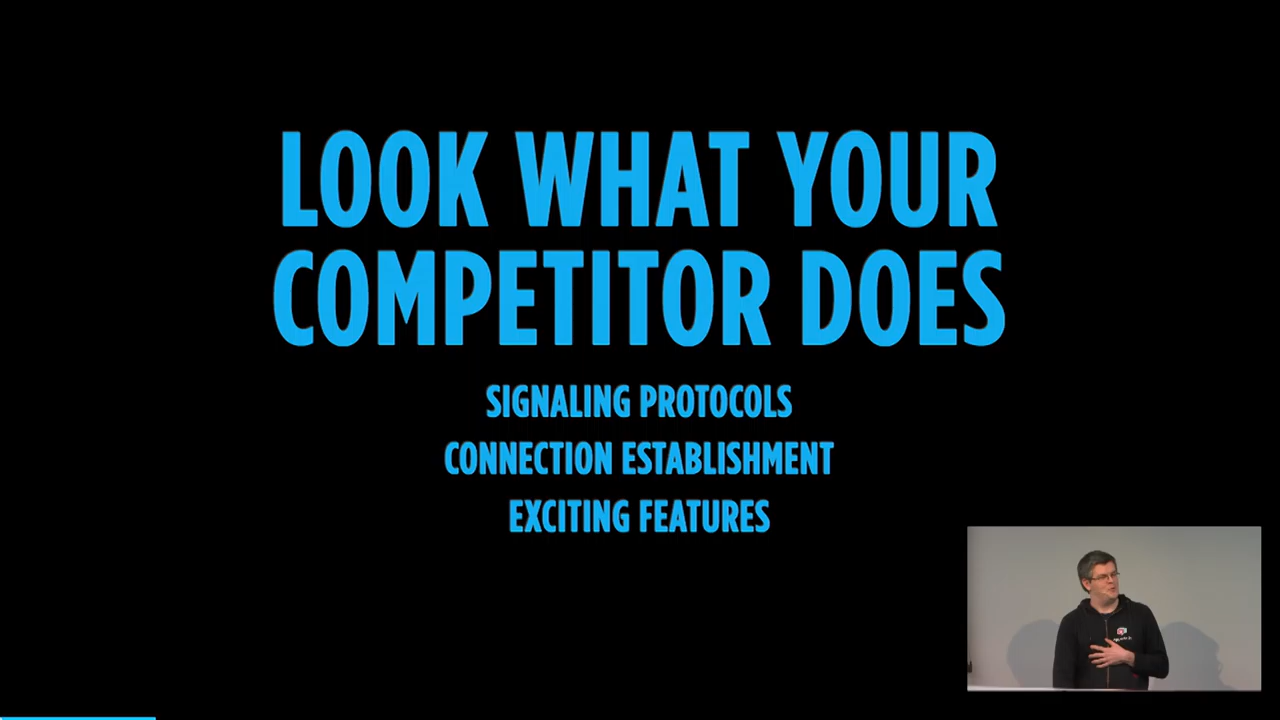 LOOK WHAT YOUR
COMPETITOR DOES
SIGNALING PROTOCOLS
CONNECTION ESTABLISHMENT
EXCITING FEATURES